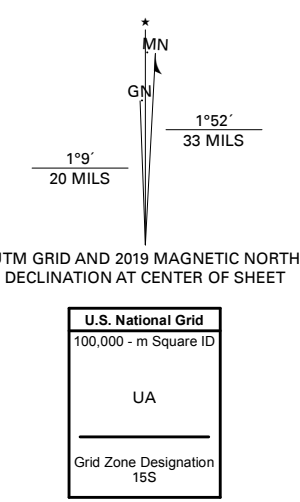 ★
MN
GN
1°52´
33 MILS
1°9´
20 MILS
UTM GRID AND 2019 MAGNETIC NORTH
DECLINATION AT CENTER OF SHEET
U.S. National Grid
100,000 - m Square ID
UA
Grid Zone Designation
15S